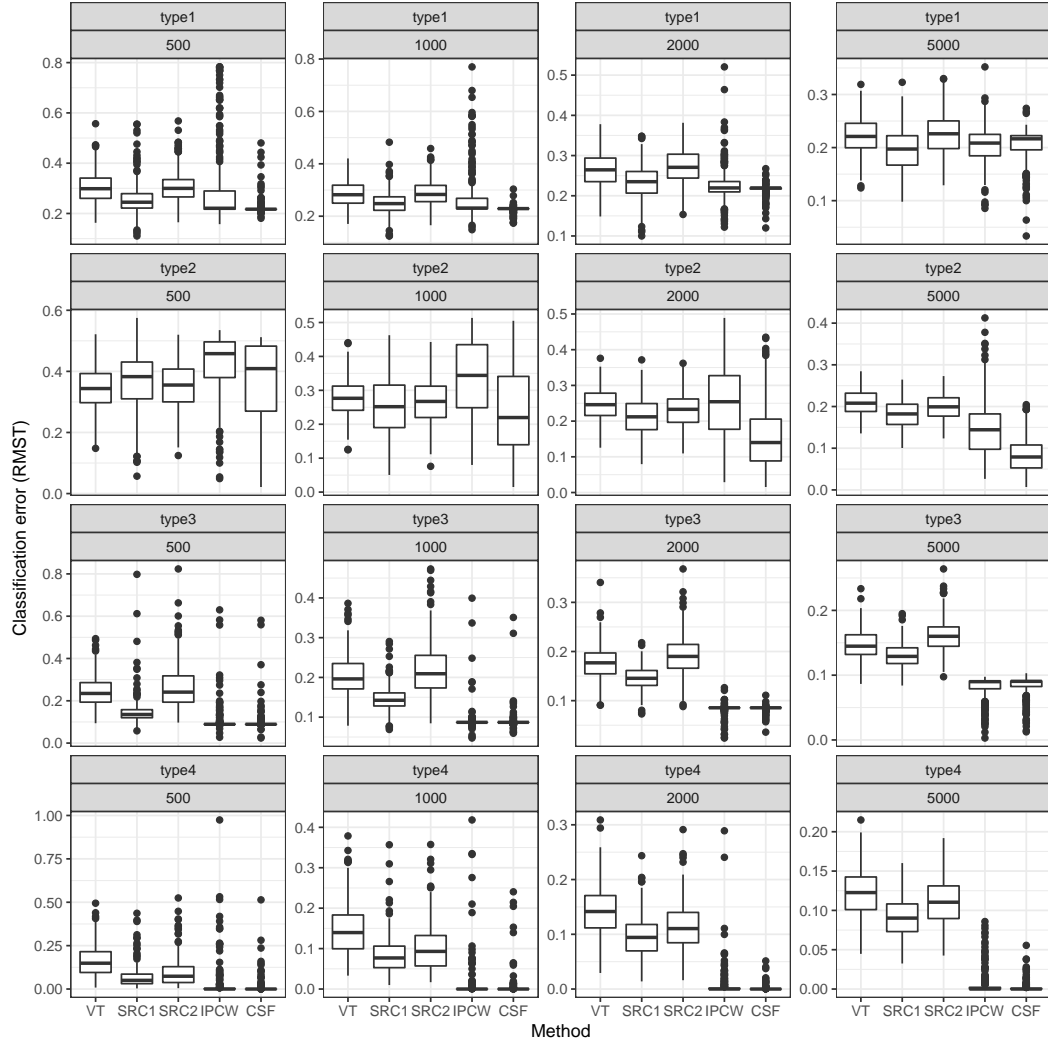 type1 type1 type1 type1
500 1000 2000 5000
0.8 0.8 0.5 0.3
0.6 0.6 0.4 0.2
0.4 0.4 0.3 0.1
0.2 0.2 0.2
0.0 0.1
type2 type2 type2 type2
500 1000 2000 5000
0.6 0.5 0.5 0.4
0.4 0.4 0.4 0.3
0.2 0.3 0.3 0.2
0.0 0.2 0.2 0.1
0.1 0.1 0.0
0.0 0.0
type3 type3 type3 type3
500 1000 2000 5000
0.8 0.4 0.3 0.2
0.6 0.3 0.2 0.1
0.4 0.2 0.1 0.0
0.2 0.1
0.0
type4 type4 type4 type4
500 1000 2000 5000
1.00 0.4 0.3 0.20
0.75 0.3 0.2 0.15
0.50 0.2 0.1 0.10
0.25 0.1 0.0 0.05
0.00 0.0 0.00
VT SRC1 SRC2 IPCW CSF VT SRC1 SRC2 IPCW CSF VT SRC1 SRC2 IPCW CSF VT SRC1 SRC2 IPCW CSF
Method
Classification error (RMST)